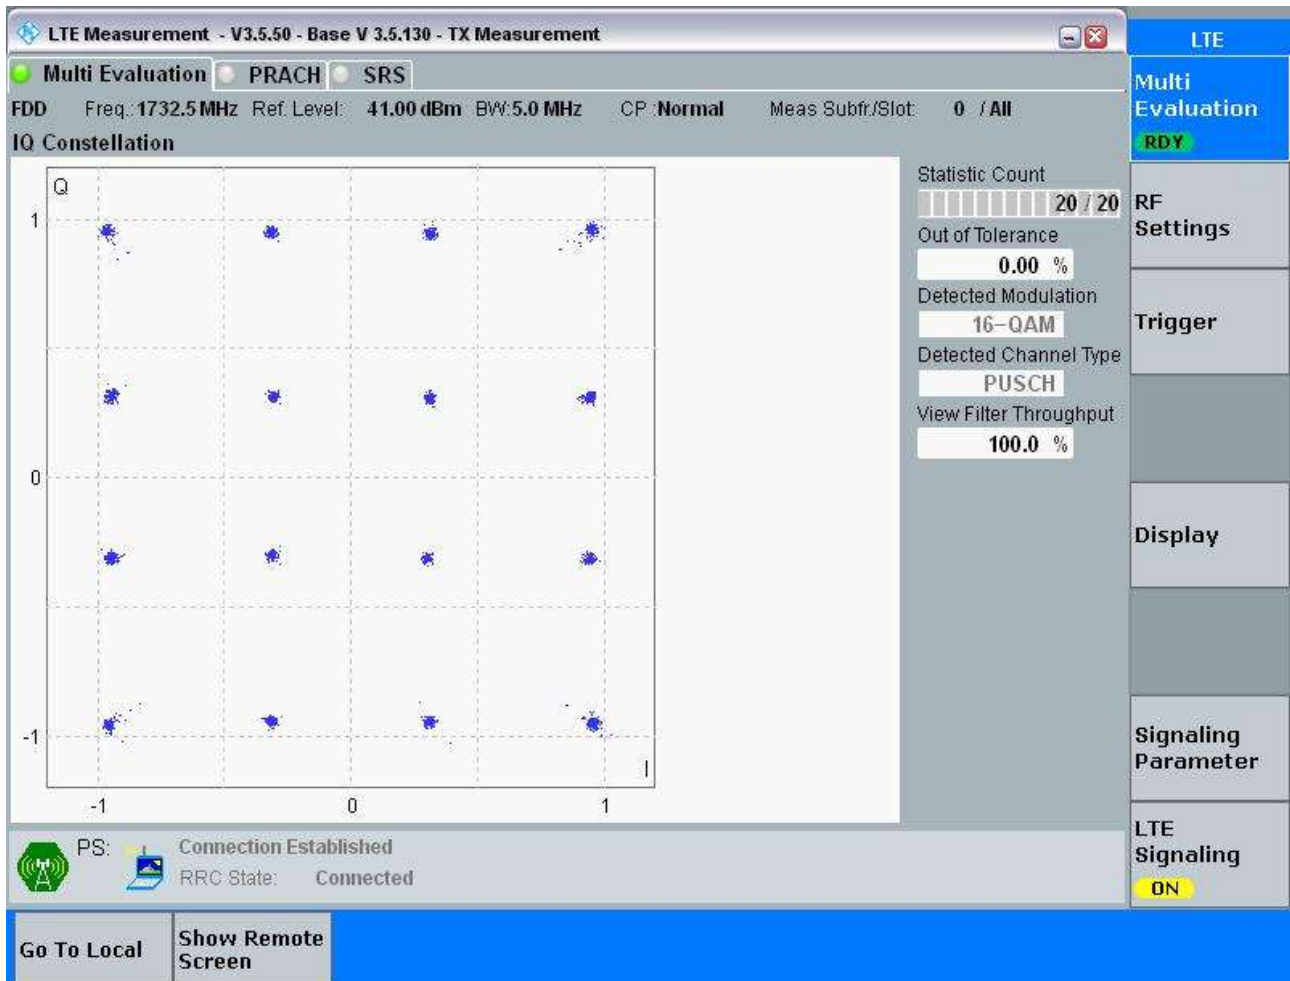 LTE Measurement - V3.5.50 - Base V 3.5.130 - TX Measurement
LTE
Multi Evaluation PRACH SRS
FDD Freq.:1732.5 MHz Ref. Level: 41.00 dBm BW:5.0 MHz CP :Normal Meas Subfr./Slot: 0 / All
IQ Constellation
Q
1
0
-1
I
-1 0 1
Statistic Count
20 / 20
Out of Tolerance
0.00 %
Detected Modulation
16-QAM
Detected Channel Type
PUSCH
View Filter Throughput
100.0 %
Multi
Evaluation
RDY
RF
Settings
Trigger
Display
Signaling
Parameter
LTE
Signaling
ON
PS: Connection Established
RRC State: Connected
Go To Local
Show Remote
Screen